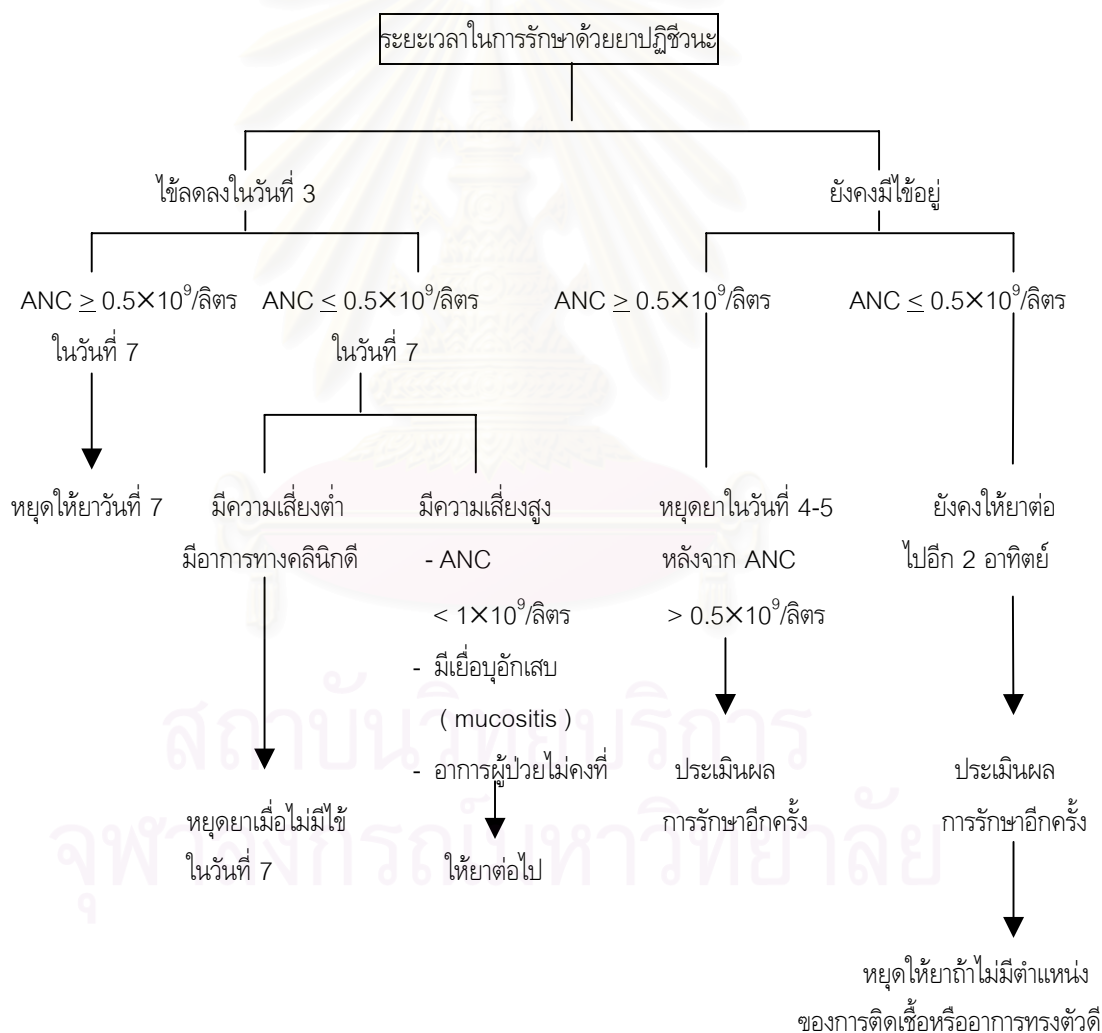 ระยะเวลาในการรักษาด้วยยาปฏิชีวนะ
ไข้ลดลงในวันที่ 3
ยังคงมีไข้อยู่
ANC ≥ 0.5×10⁹/ลิตร
ในวันที่ 7
ANC ≤ 0.5×10⁹/ลิตร
ในวันที่ 7
ANC ≥ 0.5×10⁹/ลิตร
ANC ≤ 0.5×10⁹/ลิตร
หยุดให้ยาวันที่ 7
มีความเสี่ยงต่ำ
มีอาการทางคลินิกดี
มีความเสี่ยงสูง
- ANC
< 1×10⁹/ลิตร
- มีเยื่อบุอักเสบ
( mucositis )
- อาการผู้ป่วยไม่คงที่
หยุดยาในวันที่ 4-5
หลังจาก ANC
> 0.5×10⁹/ลิตร
ยังคงให้ยาต่อ
ไปอีก 2 อาทิตย์
หยุดยาเมื่อไม่มีไข้
ในวันที่ 7
ให้ยาต่อไป
ประเมินผล
การรักษาอีกครั้ง
ประเมินผล
การรักษาอีกครั้ง
หยุดให้ยาถ้าไม่มีตำแหน่ง
ของการติดเชื้อหรืออาการทรงตัวดี
สถาบันวิทยบริการ
จุฬาลงกรณ์มหาวิทยาลัย